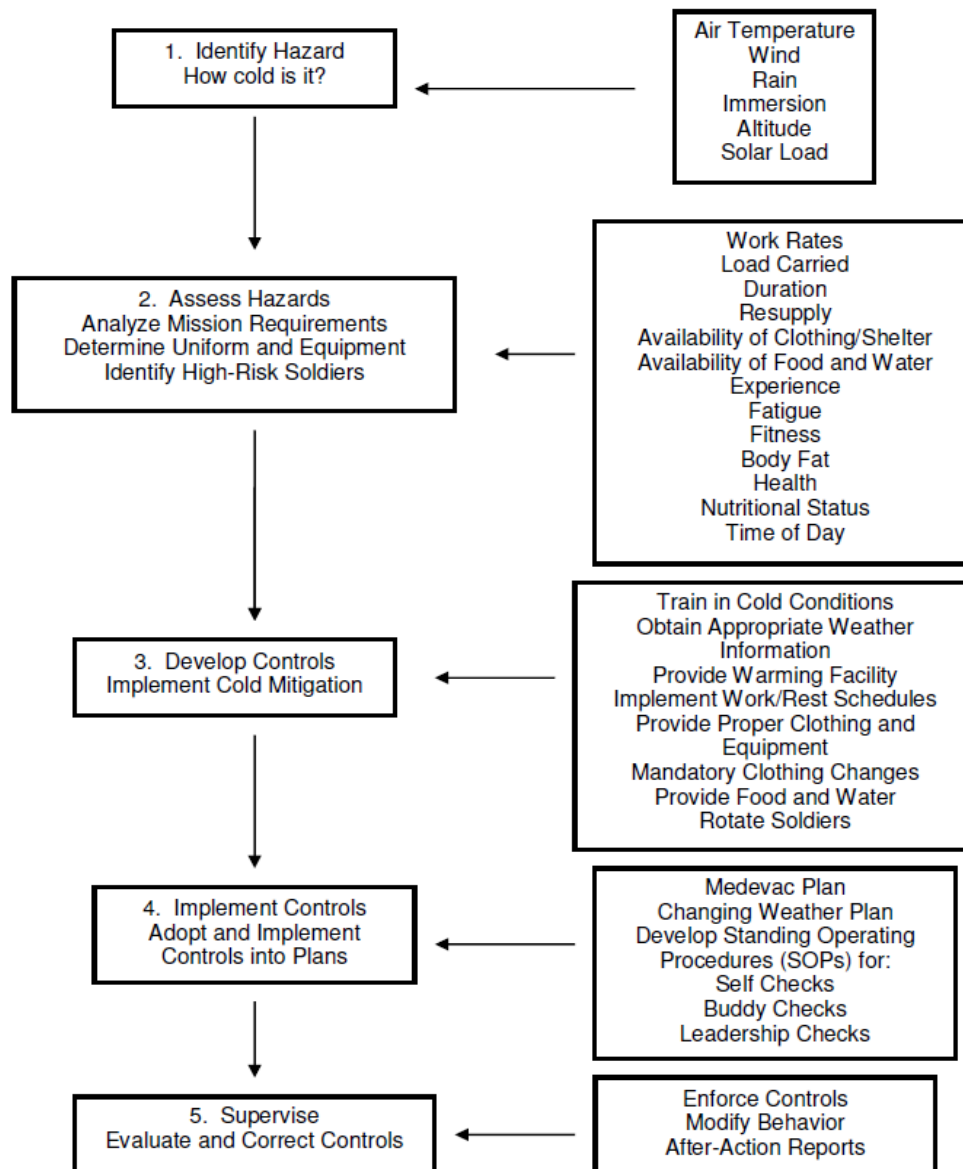 1. Identify Hazard
How cold is it?
Air Temperature
Wind
Rain
Immersion
Altitude
Solar Load
2. Assess Hazards
Analyze Mission Requirements
Determine Uniform and Equipment
Identify High-Risk Soldiers
Work Rates
Load Carried
Duration
Resupply
Availability of Clothing/Shelter
Availability of Food and Water
Experience
Fatigue
Fitness
Body Fat
Health
Nutritional Status
Time of Day
3. Develop Controls
Implement Cold Mitigation
Train in Cold Conditions
Obtain Appropriate Weather
Information
Provide Warming Facility
Implement Work/Rest Schedules
Provide Proper Clothing and
Equipment
Mandatory Clothing Changes
Provide Food and Water
Rotate Soldiers
4. Implement Controls
Adopt and Implement
Controls into Plans
Medevac Plan
Changing Weather Plan
Develop Standing Operating
Procedures (SOPs) for:
Self Checks
Buddy Checks
Leadership Checks
5. Supervise
Evaluate and Correct Controls
Enforce Controls
Modify Behavior
After-Action Reports